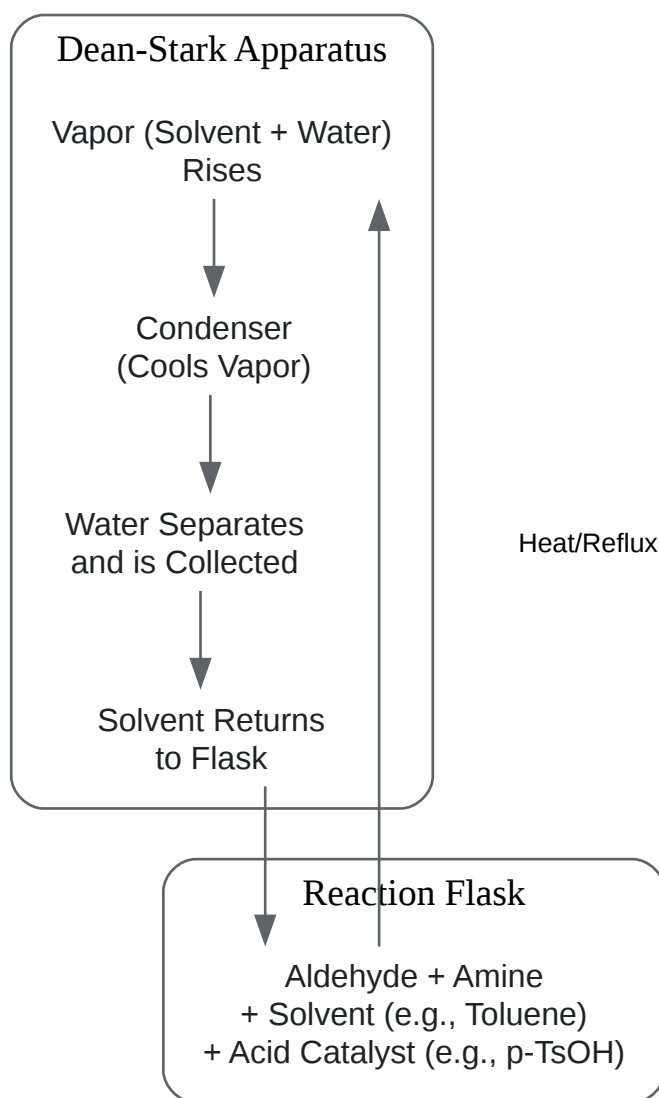 Dean-Stark Apparatus
Vapor (Solvent + Water)
Rises
Condenser
(Cools Vapor)
Water Separates
and is Collected
Heat/Reflux
Solvent Returns
to Flask
Reaction Flask
Aldehyde + Amine
+ Solvent (e.g., Toluene)
+ Acid Catalyst (e.g., p-TsOH)